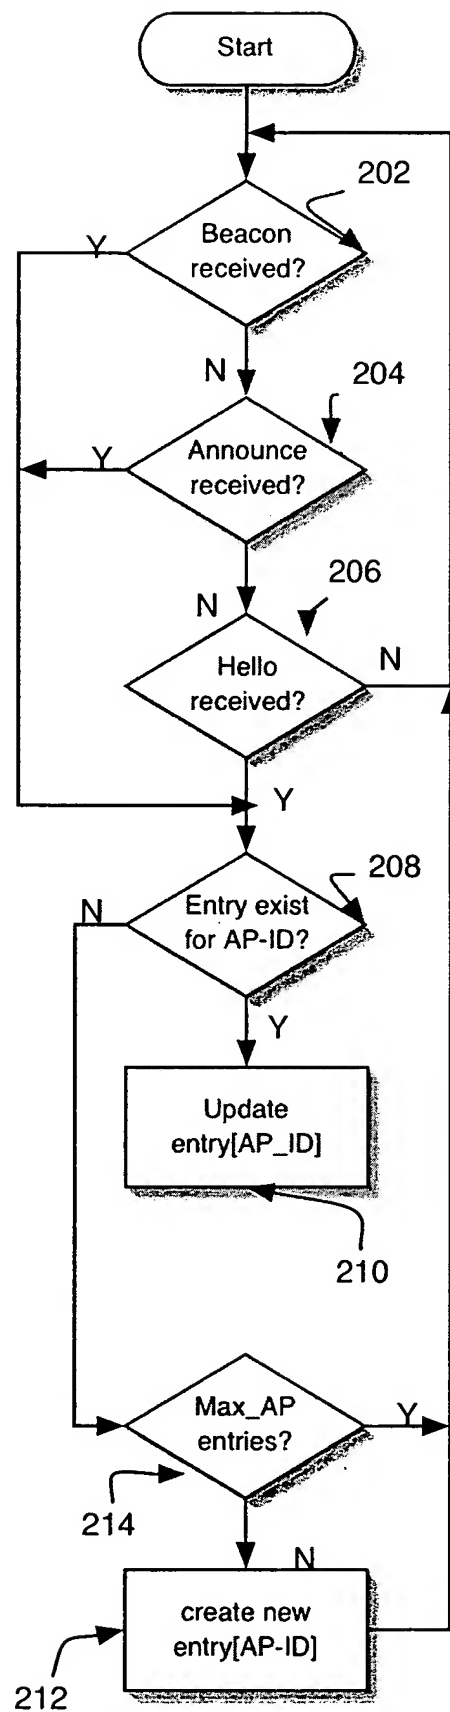 Start
202
Beacon
received?
Y
N
204
Announce
received?
Y
N
206
Hello
received?
N
Y
208
Entry exist
for AP-ID?
N
Y
Update
entry[AP_ID]
210
Max_AP
entries?
Y
214
N
create new
entry[AP-ID]
212